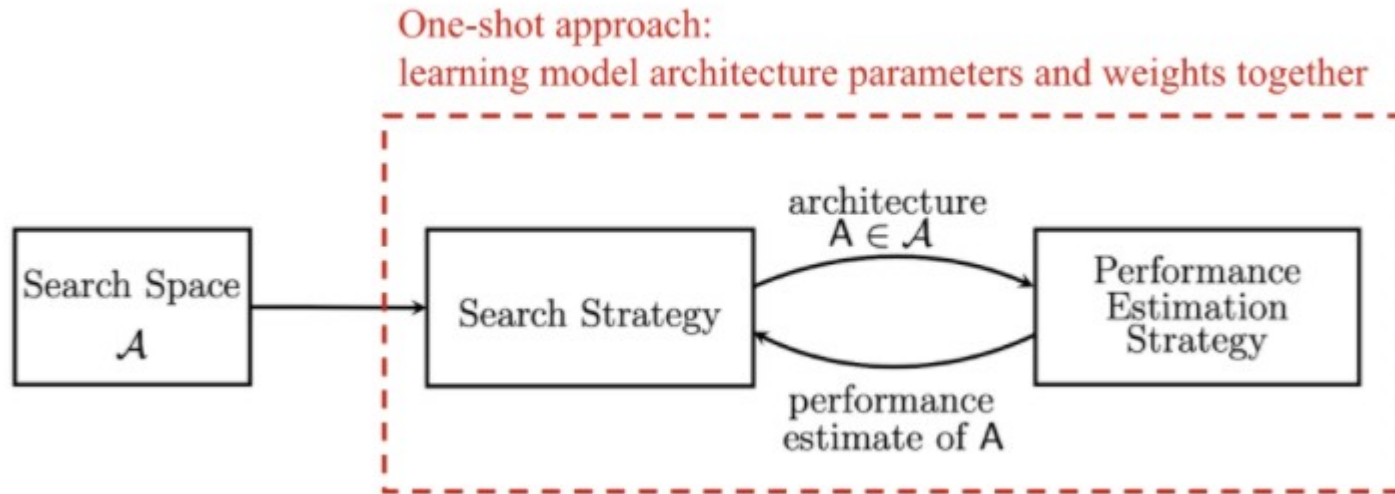 One-shot approach:
learning model architecture parameters and weights together
Search Space
𝒜
Search Strategy
architecture
A ∈ 𝒜
performance
estimate of A
Performance
Estimation
Strategy